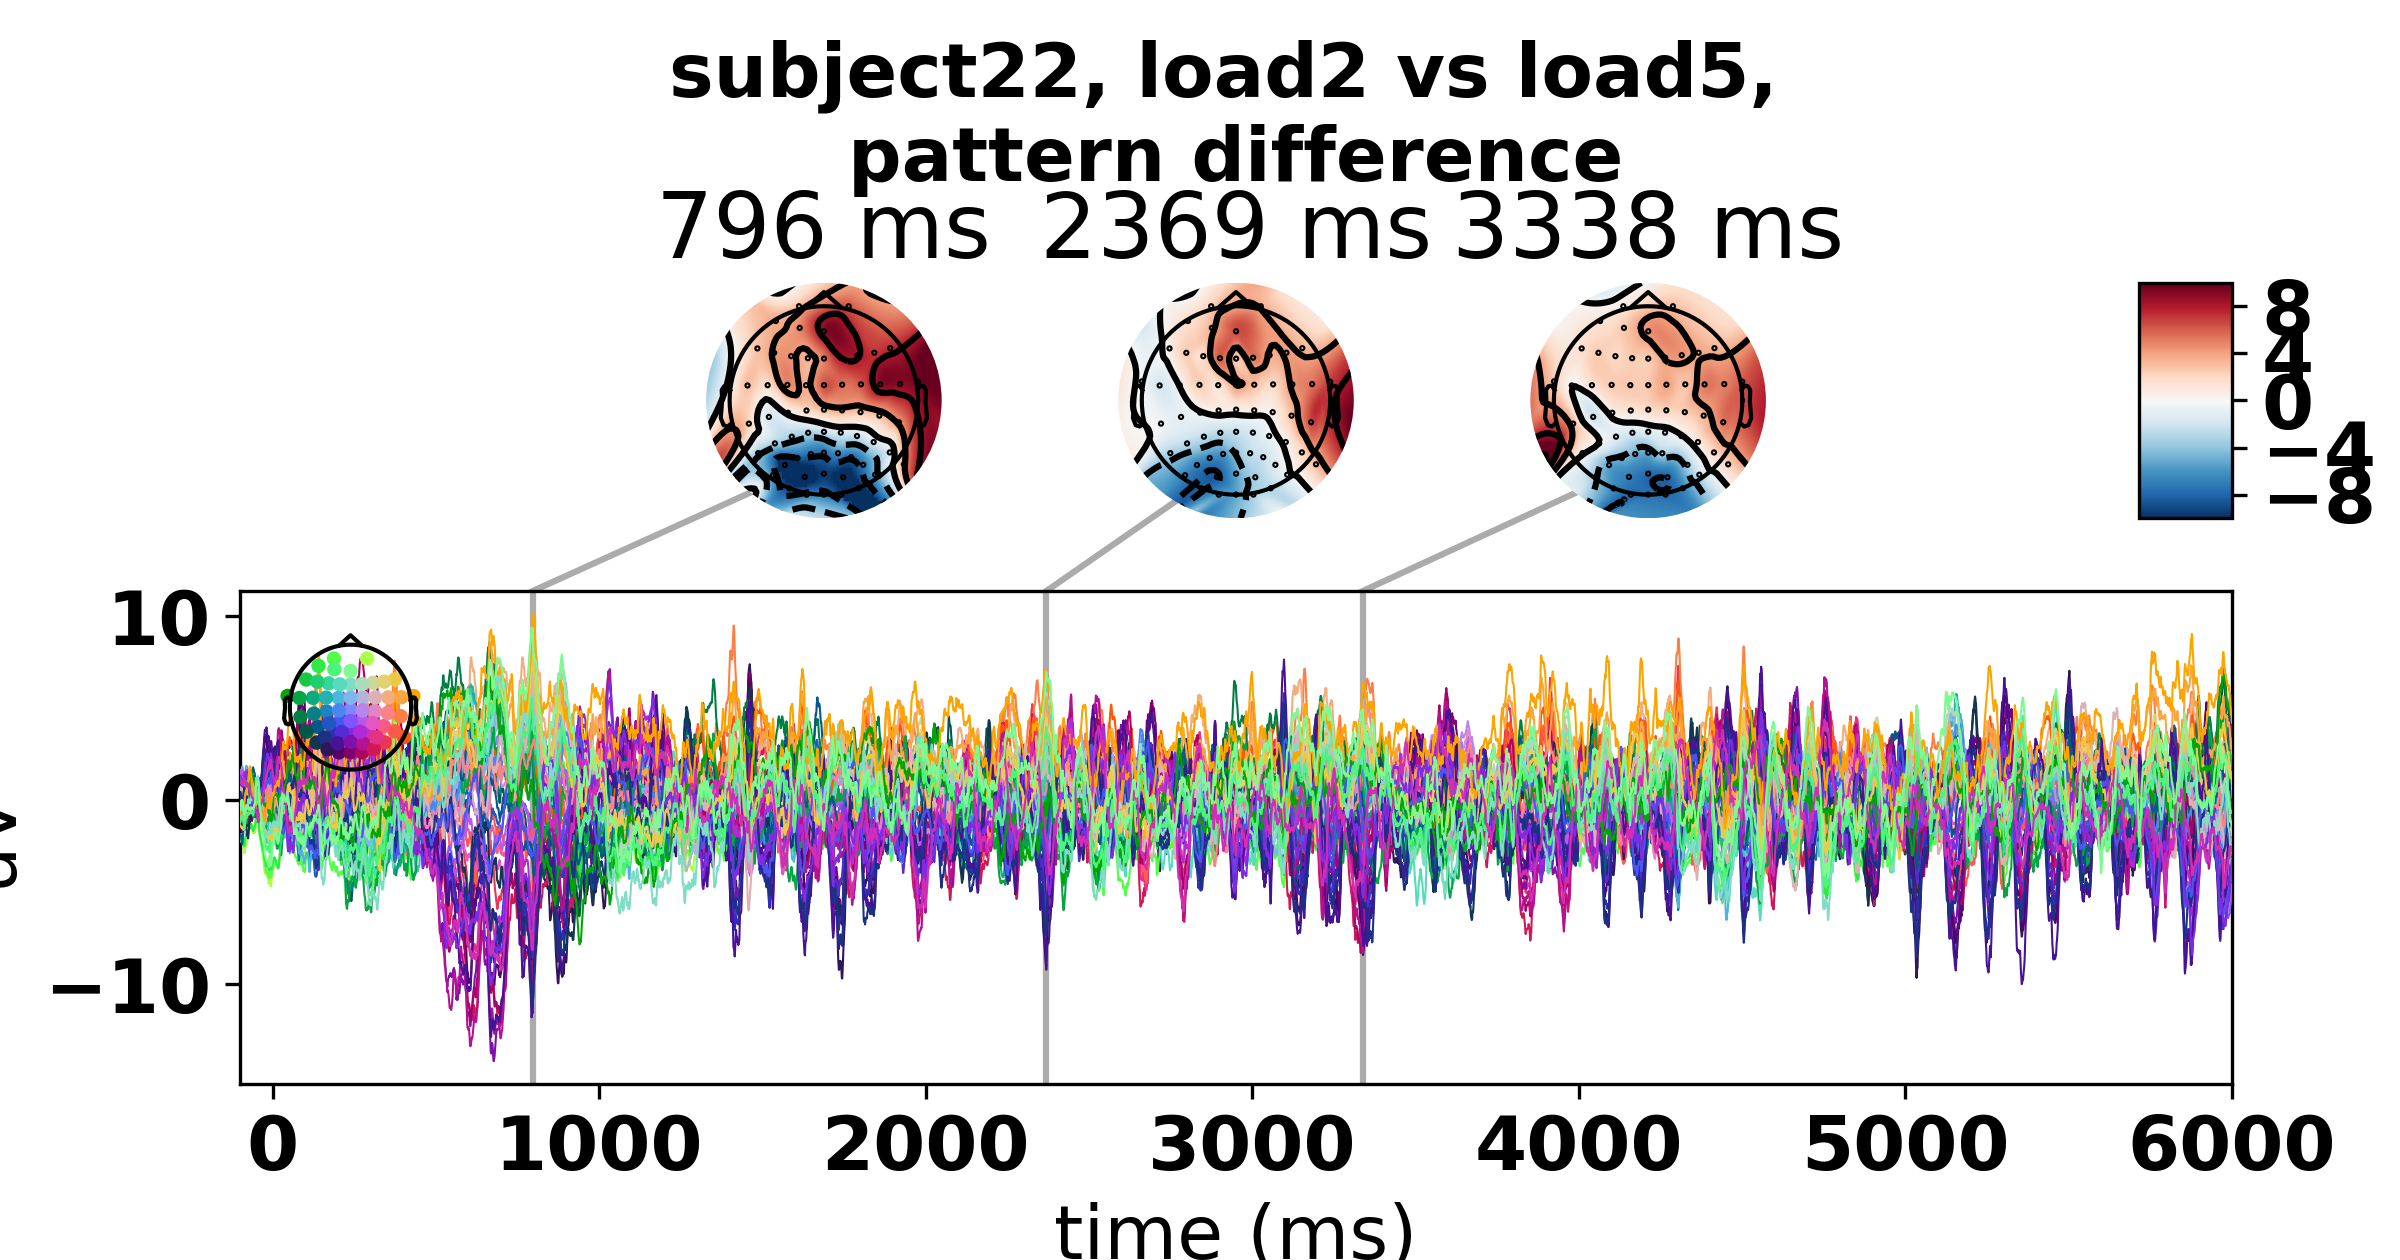 subject22, load2 vs load5,
pattern difference
796 ms 2369 ms 3338 ms
8
4
0
−4
−8
10
0
−10
0 1000 2000 3000 4000 5000 6000
time (ms)